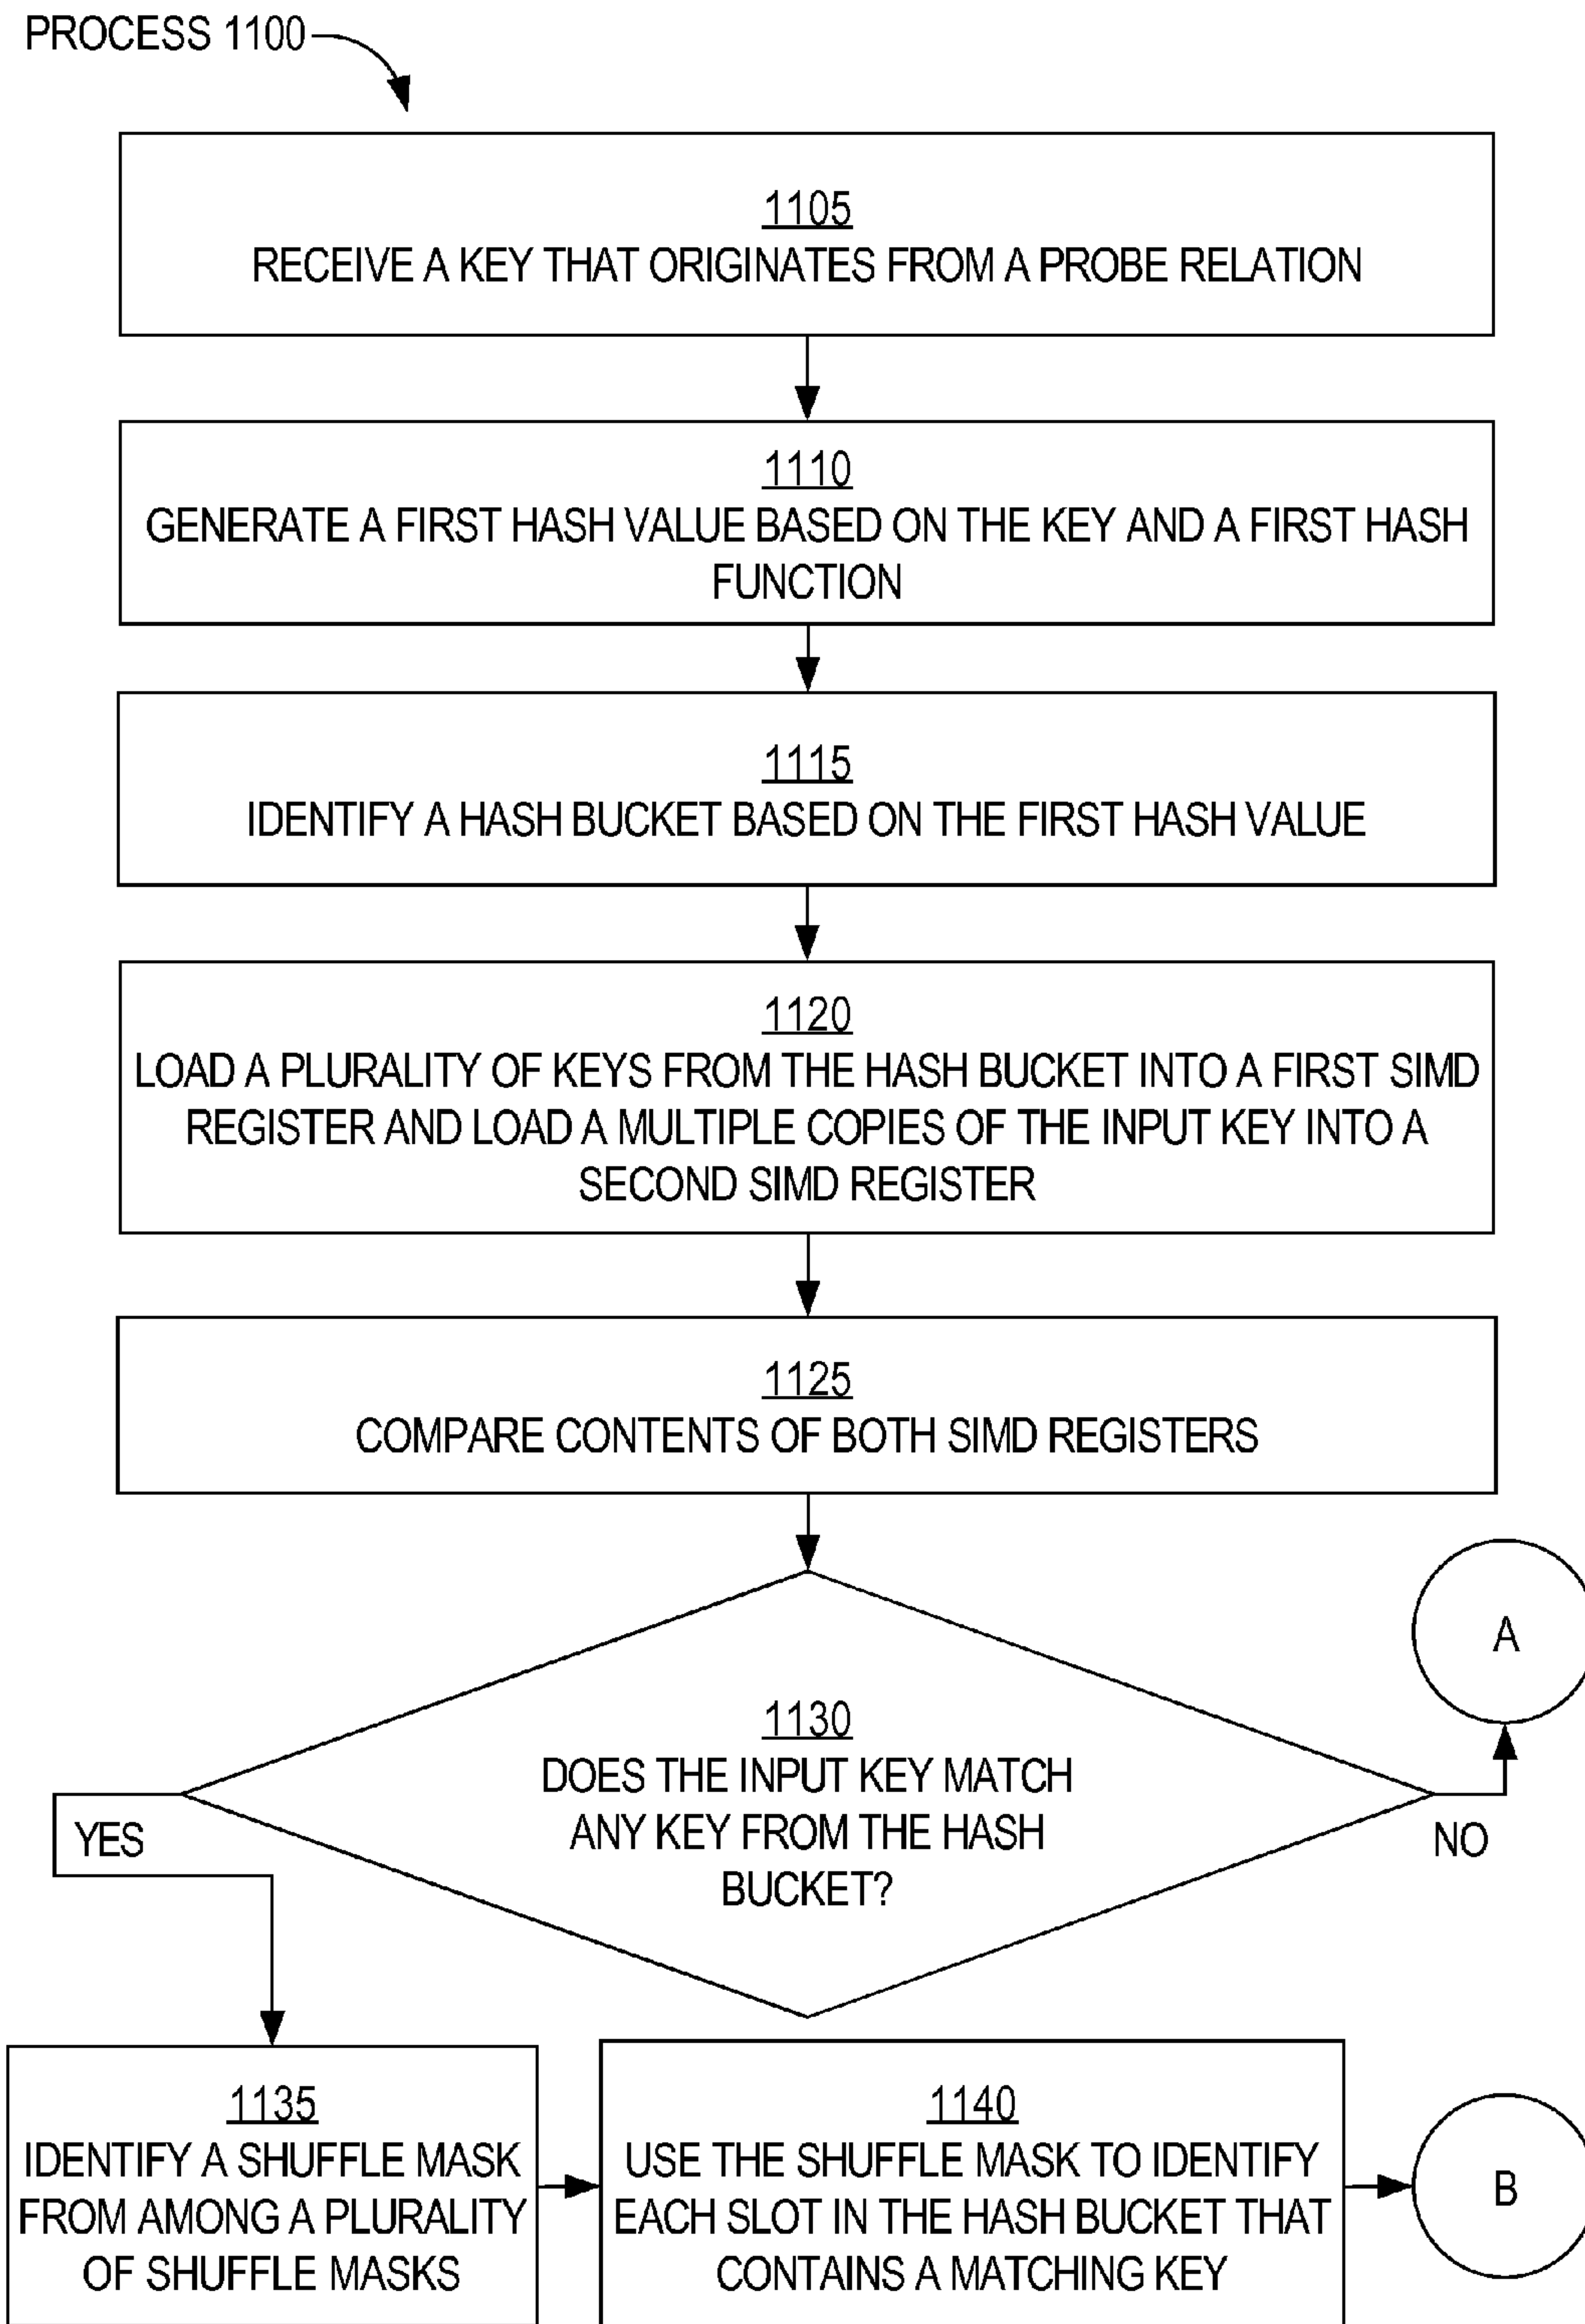 PROCESS 1100
1105
RECEIVE A KEY THAT ORIGINATES FROM A PROBE RELATION
1110
GENERATE A FIRST HASH VALUE BASED ON THE KEY AND A FIRST HASH
FUNCTION
1115
IDENTIFY A HASH BUCKET BASED ON THE FIRST HASH VALUE
1120
LOAD A PLURALITY OF KEYS FROM THE HASH BUCKET INTO A FIRST SIMD
REGISTER AND LOAD A MULTIPLE COPIES OF THE INPUT KEY INTO A
SECOND SIMD REGISTER
1125
COMPARE CONTENTS OF BOTH SIMD REGISTERS
A
1130
DOES THE INPUT KEY MATCH
ANY KEY FROM THE HASH
BUCKET?
YES
NO
1135
IDENTIFY A SHUFFLE MASK
FROM AMONG A PLURALITY
OF SHUFFLE MASKS
1140
USE THE SHUFFLE MASK TO IDENTIFY
EACH SLOT IN THE HASH BUCKET THAT
CONTAINS A MATCHING KEY
B